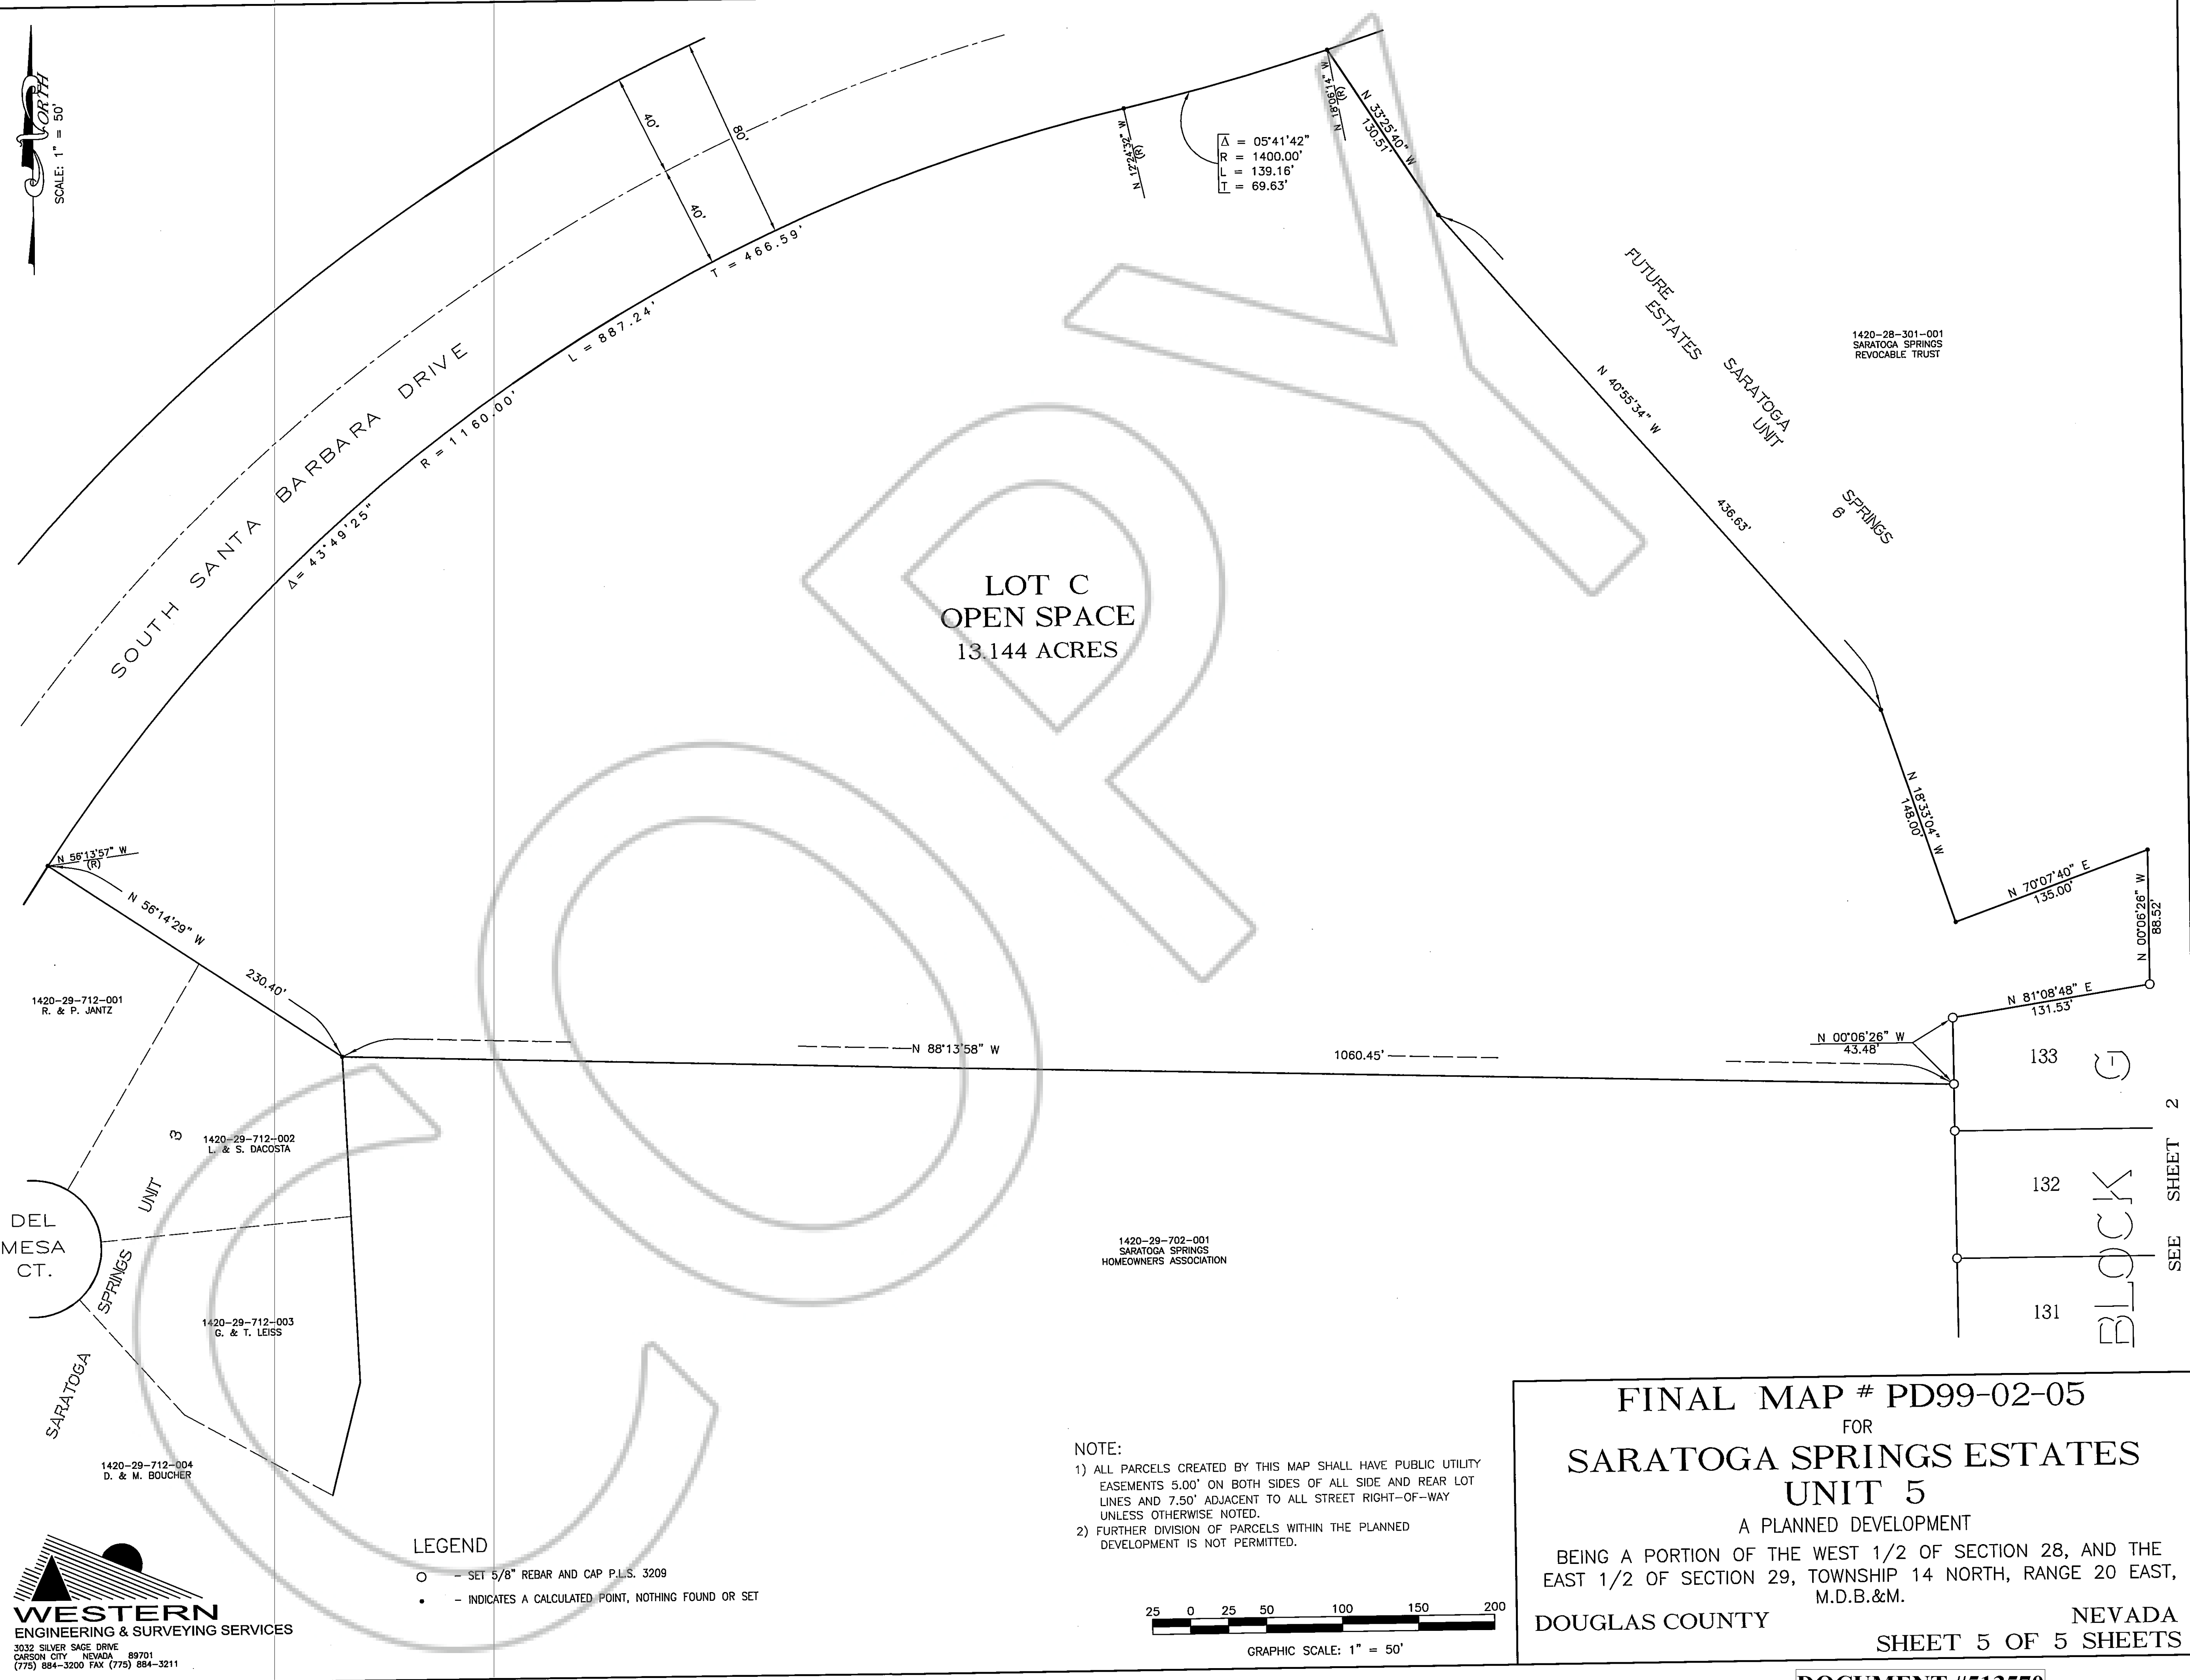 NORTH
SCALE: 1" = 50'
40'
80'
40'
T = 466.59'
L = 887.24'
R = 1160.00'
Δ = 43°49'25"
SOUTH SANTA BARBARA DRIVE
N 12°24'32" W
(R)
Δ = 05°41'42"
R = 1400.00'
L = 139.16'
T = 69.63'
N 18°06'14" W
(R)
N 33°25'40" W
130.51'
FUTURE SARATOGA SPRINGS
ESTATES UNIT 6
1420-28-301-001
SARATOGA SPRINGS
REVOCABLE TRUST
N 40°55'34" W
436.63'
LOT C
OPEN SPACE
13.144 ACRES
COPY
N 18°33'04" W
148.00'
N 70°07'40" E
135.00'
N 00°06'26" W
88.52'
N 81°08'48" E
131.53'
N 00°06'26" W
43.48'
N 56°13'57" W
(R)
N 56°14'29" W
230.40'
N 88°13'58" W
1060.45'
1420-29-712-001
R. & P. JANTZ
1420-29-712-002
L. & S. DACOSTA
DEL
MESA
CT.
SARATOGA SPRINGS UNIT 3
1420-29-712-003
G. & T. LEISS
1420-29-712-004
D. & M. BOUCHER
1420-29-702-001
SARATOGA SPRINGS
HOMEOWNERS ASSOCIATION
133
132
131
BLOCK G
SEE SHEET 2
WESTERN
ENGINEERING & SURVEYING SERVICES
3032 SILVER SAGE DRIVE
CARSON CITY NEVADA 89701
(775) 884-3200 FAX (775) 884-3211
LEGEND
- SET 5/8" REBAR AND CAP P.L.S. 3209
- INDICATES A CALCULATED POINT, NOTHING FOUND OR SET
NOTE:
1) ALL PARCELS CREATED BY THIS MAP SHALL HAVE PUBLIC UTILITY
EASEMENTS 5.00' ON BOTH SIDES OF ALL SIDE AND REAR LOT
LINES AND 7.50' ADJACENT TO ALL STREET RIGHT-OF-WAY
UNLESS OTHERWISE NOTED.
2) FURTHER DIVISION OF PARCELS WITHIN THE PLANNED
DEVELOPMENT IS NOT PERMITTED.
25 0 25 50 100 150 200
GRAPHIC SCALE: 1" = 50'
FINAL MAP # PD99-02-05
FOR
SARATOGA SPRINGS ESTATES
UNIT 5
A PLANNED DEVELOPMENT
BEING A PORTION OF THE WEST 1/2 OF SECTION 28, AND THE
EAST 1/2 OF SECTION 29, TOWNSHIP 14 NORTH, RANGE 20 EAST,
M.D.B.&M.
DOUGLAS COUNTY NEVADA
SHEET 5 OF 5 SHEETS
DOCUMENT